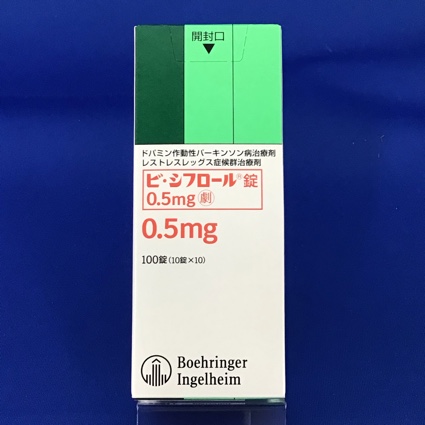 開封口
ドパミン作動性パーキンソン病治療剤
レストレスレッグス症候群治療剤
ビ・シフロール®錠
0.5mg 劇
0.5mg
100錠(10錠×10)
Boehringer
Ingelheim